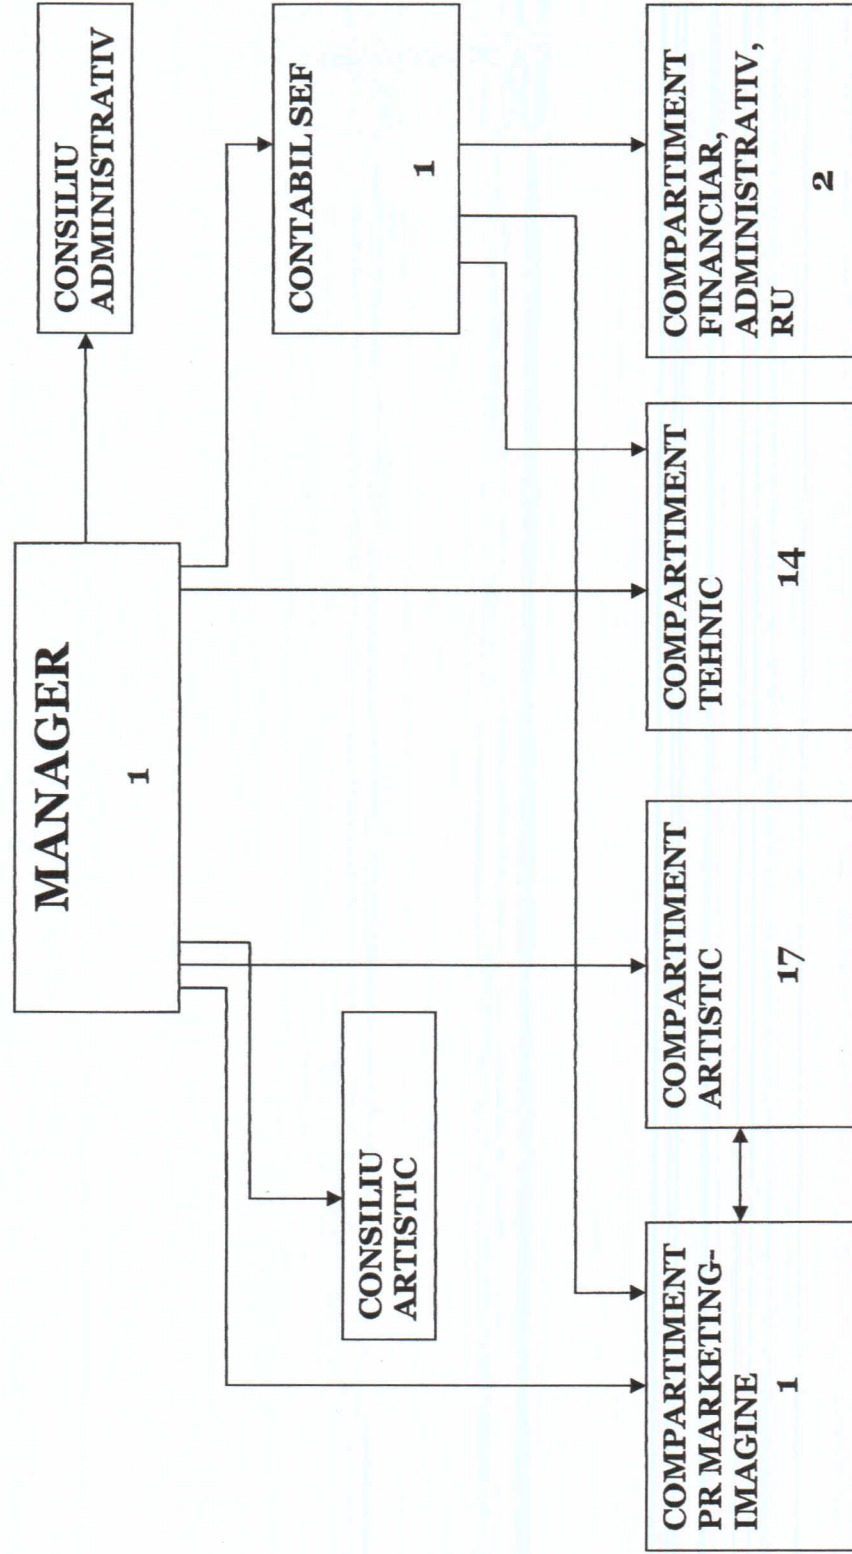 MANAGER
1
CONSILIU
ADMINISTRATIV
CONSILIU
ARTISTIC
CONTABIL SEF
1
COMPARTIMENT
PR MARKETING-
IMAGINE
1
COMPARTIMENT
ARTISTIC
17
COMPARTIMENT
TEHNIC
14
COMPARTIMENT
FINANCIAR,
ADMINISTRATIV,
RU
2